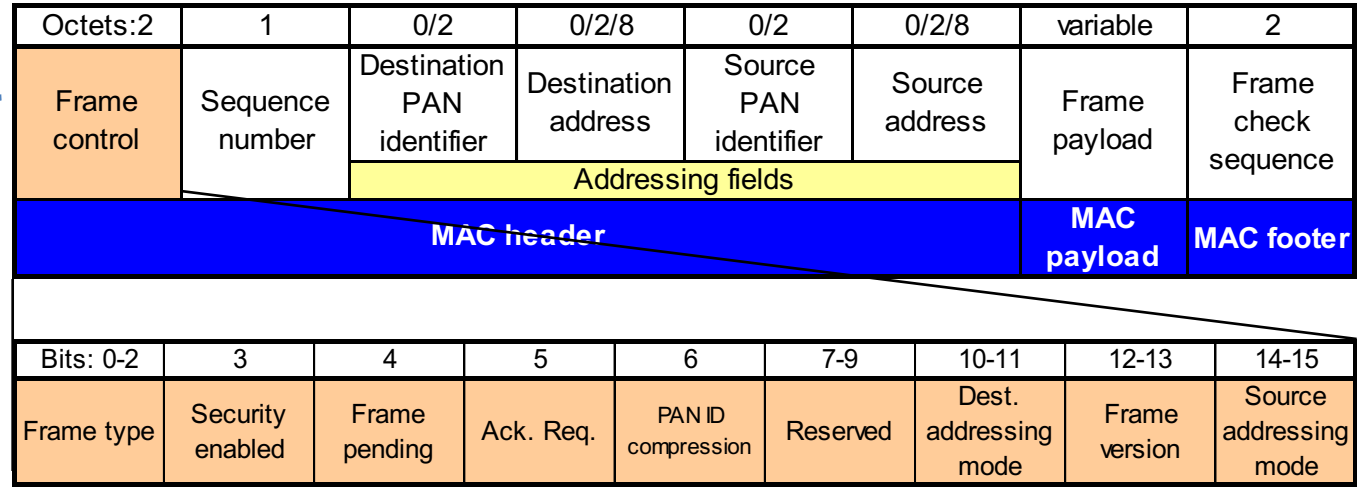 Octets:2 1 0/2 0/2/8 0/2 0/2/8 variable 2
Frame
control
Sequence
number
Destination
PAN
identifier
Destination
address
Source
PAN
identifier
Source
address
Frame
payload
Frame
check
sequence
Addressing fields
MAC header
MAC
payload
MAC footer
Bits: 0-2 3 4 5 6 7-9 10-11 12-13 14-15
Frame type
Security
enabled
Frame
pending
Ack. Req.
PAN ID
compression
Reserved
Dest.
addressing
mode
Frame
version
Source
addressing
mode